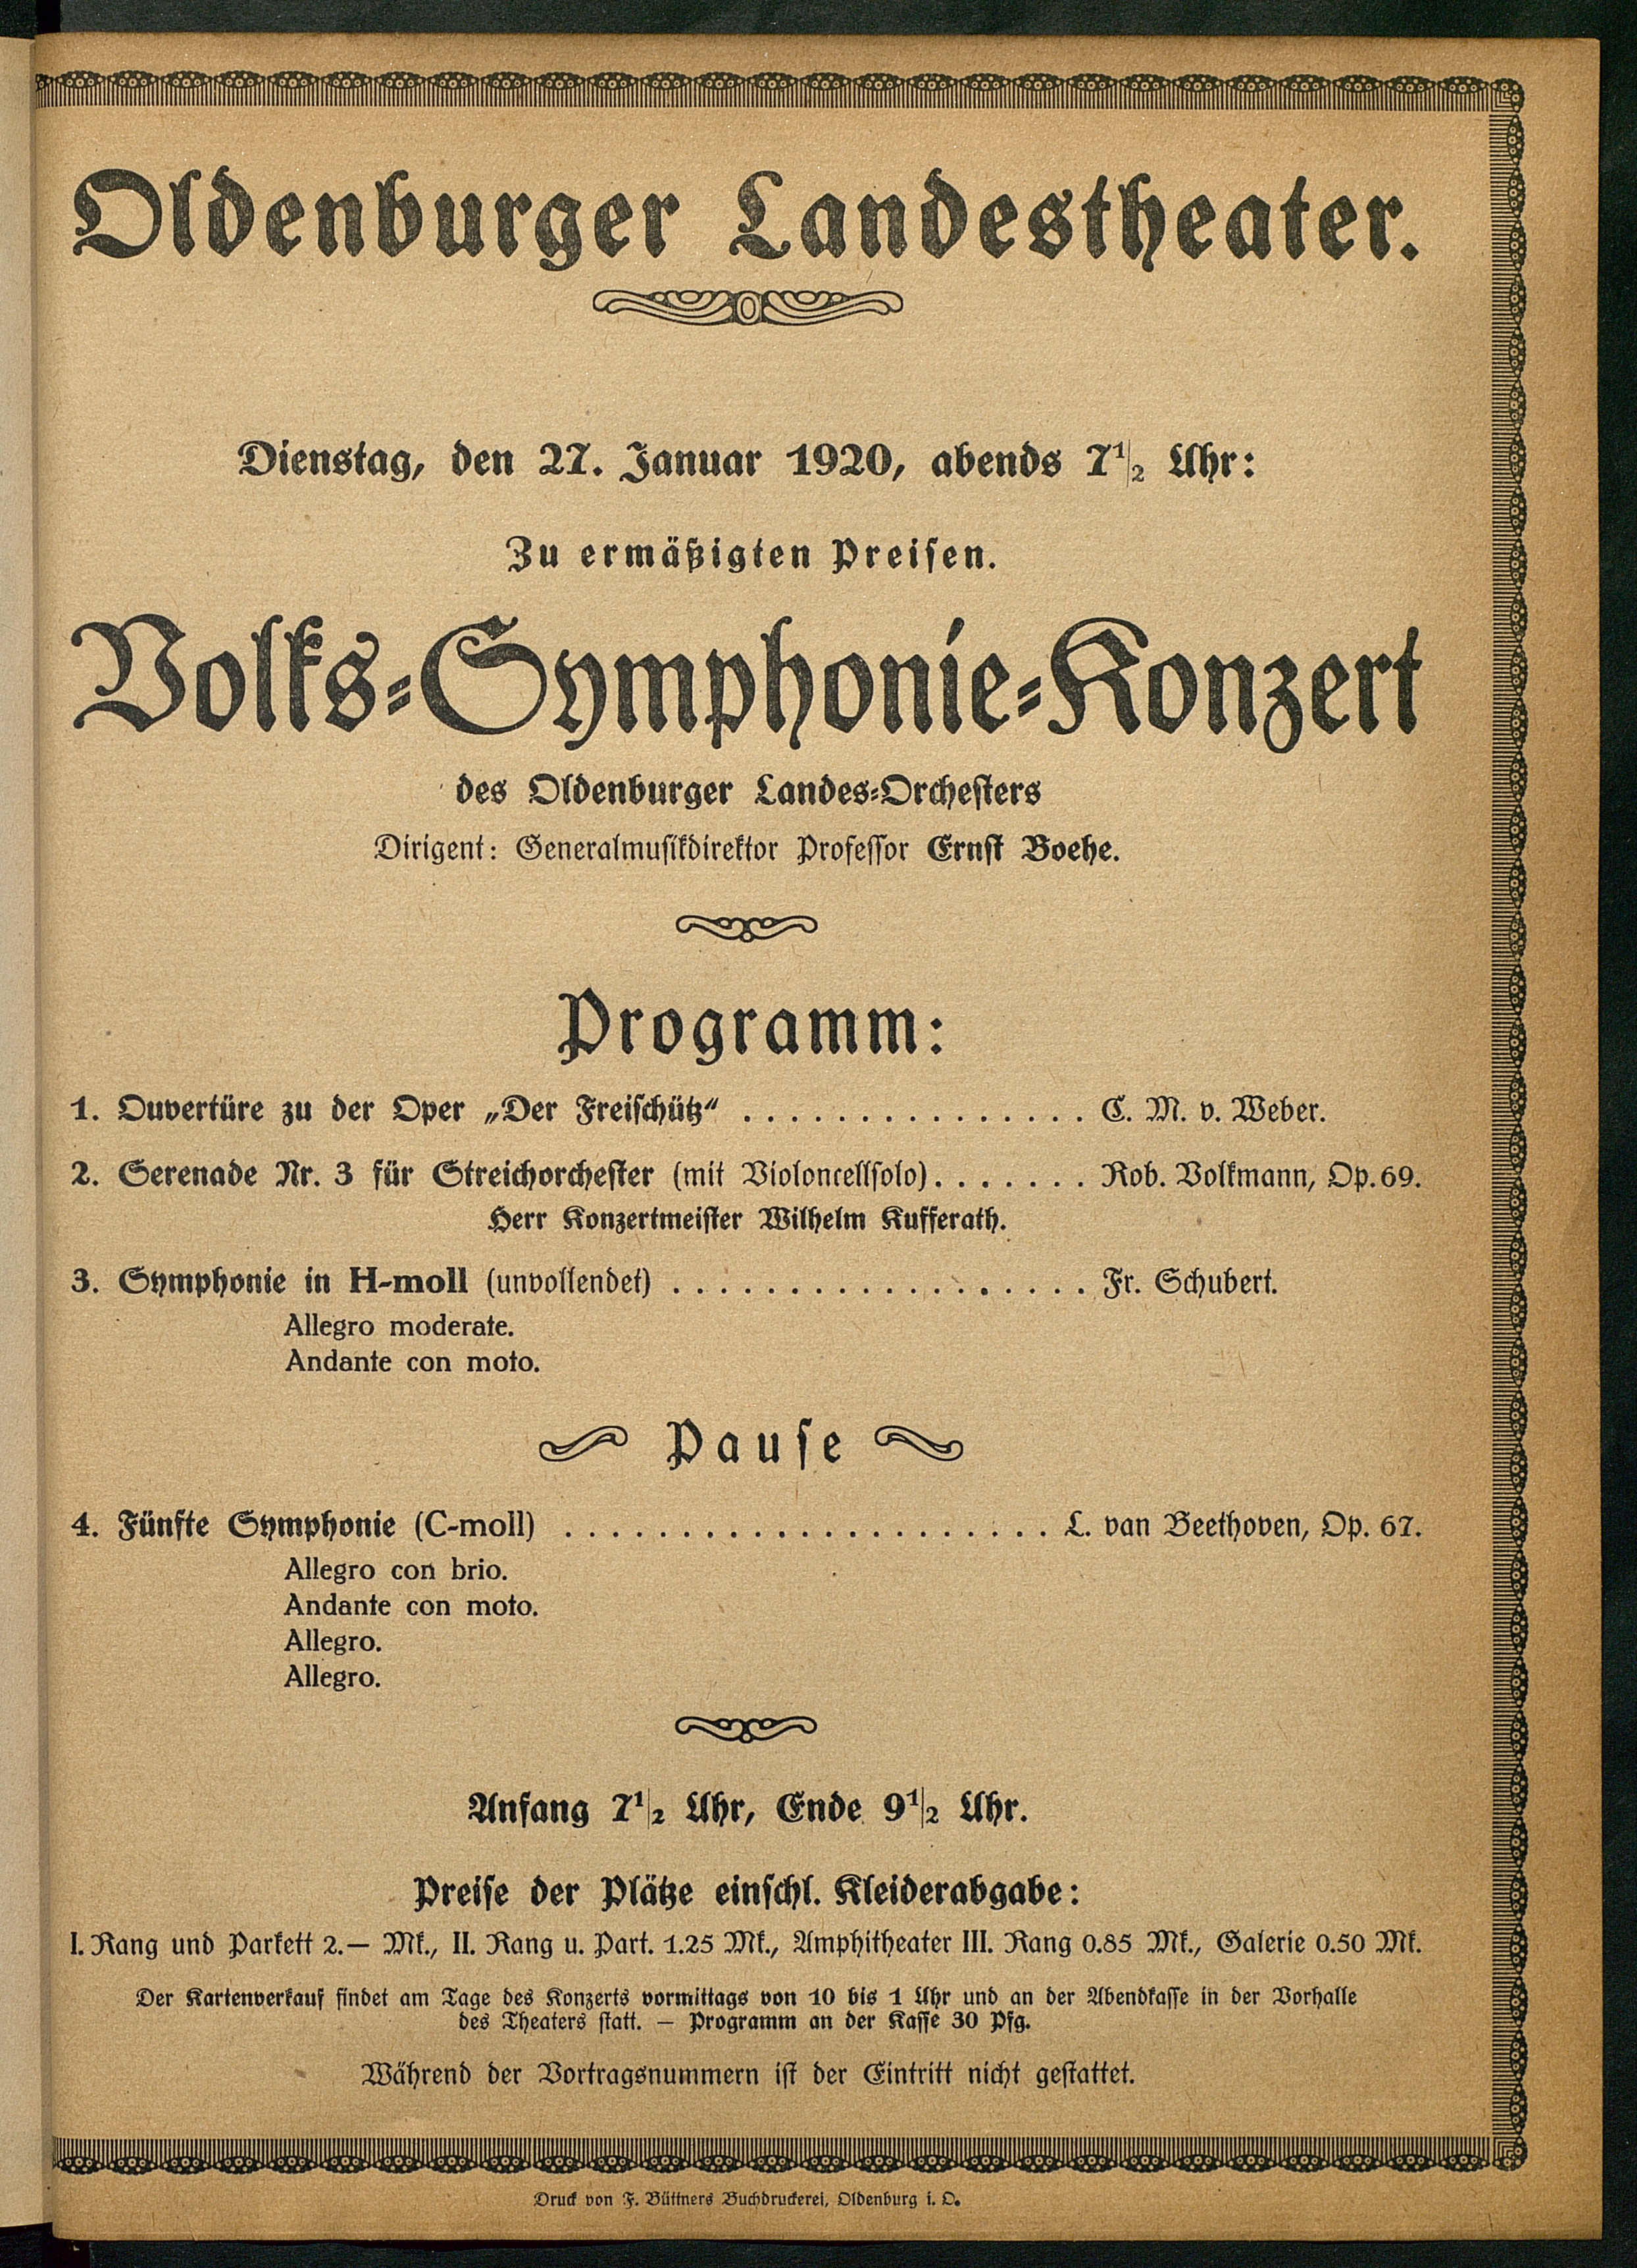 Oldenburger Landestheater.
Dienstag, den 27. Januar 1920, abends 7 1/2 Uhr:
Zu ermäßigten Preisen.
Volks-Symphonie-Konzert
des Oldenburger Landes-Orchesters
Dirigent: Generalmusikdirektor Professor Ernst Boehe.
Programm:
1. Ouvertüre zu der Oper „Der Freischütz“ . . . . . . . . . . . . . . . C. M. v. Weber.
2. Serenade Nr. 3 für Streichorchester (mit Violoncellsolo) . . . . . . . Rob. Volkmann, Op. 69.
Herr Konzertmeister Wilhelm Kufferath.
3. Symphonie in H-moll (unvollendet) . . . . . . . . . . . . . . . . . . Fr. Schubert.
Allegro moderate.
Andante con moto.
Pause
4. Fünfte Symphonie (C-moll) . . . . . . . . . . . . . . . . . . . . . L. van Beethoven, Op. 67.
Allegro con brio.
Andante con moto.
Allegro.
Allegro.
Anfang 7 1/2 Uhr, Ende 9 1/2 Uhr.
Preise der Plätze einschl. Kleiderabgabe:
I. Rang und Parkett 2.— Mk., II. Rang u. Part. 1.25 Mk., Amphitheater III. Rang 0.85 Mk., Galerie 0.50 Mk.
Der Kartenverkauf findet am Tage des Konzerts vormittags von 10 bis 1 Uhr und an der Abendkasse in der Vorhalle
des Theaters statt. — Programm an der Kasse 30 Pfg.
Während der Vortragsnummern ist der Eintritt nicht gestattet.
Druck von F. Büttners Buchdruckerei, Oldenburg i. O.